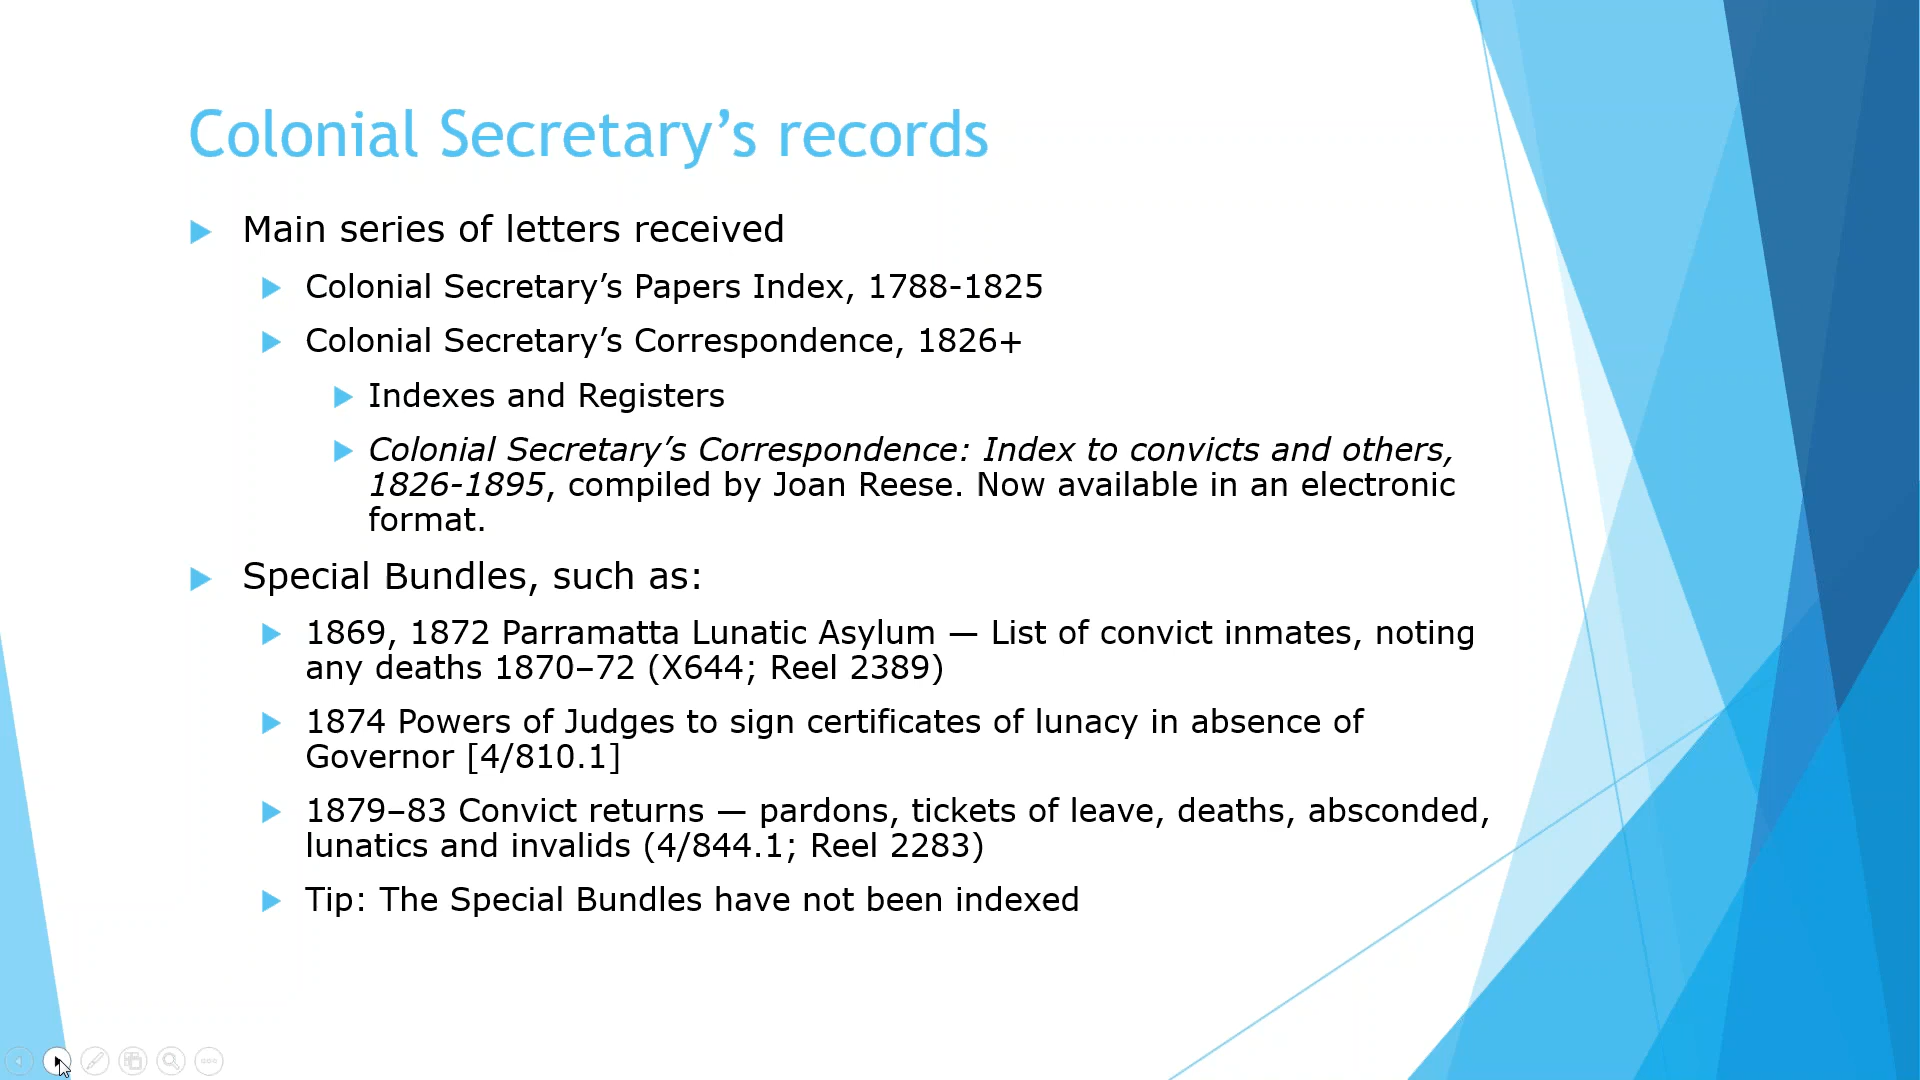 Colonial Secretary’s records
Main series of letters received
Colonial Secretary’s Papers Index, 1788-1825
Colonial Secretary’s Correspondence, 1826+
Indexes and Registers
Colonial Secretary’s Correspondence: Index to convicts and others,
1826-1895, compiled by Joan Reese. Now available in an electronic
format.
Special Bundles, such as:
1869, 1872 Parramatta Lunatic Asylum — List of convict inmates, noting
any deaths 1870–72 (X644; Reel 2389)
1874 Powers of Judges to sign certificates of lunacy in absence of
Governor [4/810.1]
1879–83 Convict returns — pardons, tickets of leave, deaths, absconded,
lunatics and invalids (4/844.1; Reel 2283)
Tip: The Special Bundles have not been indexed